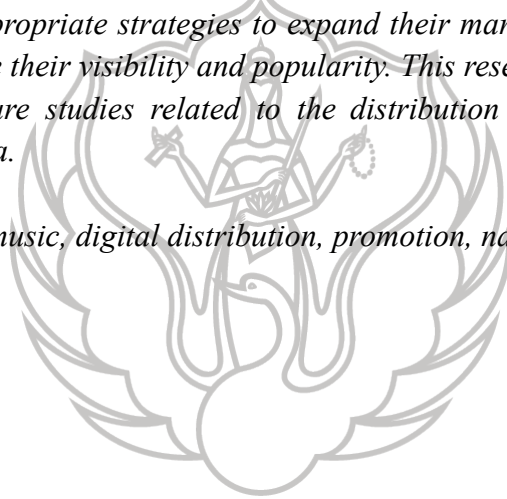 propriate strategies to expand their mar
their visibility and popularity. This rese
are studies related to the distribution
a.
music, digital distribution, promotion, na